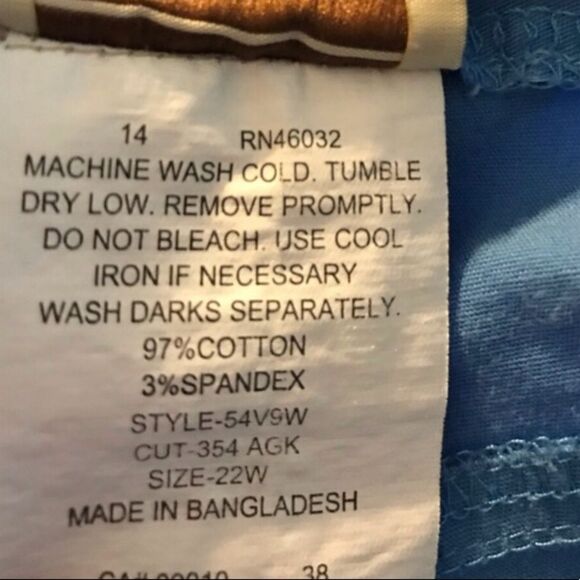 14 RN46032
MACHINE WASH COLD. TUMBLE
DRY LOW. REMOVE PROMPTLY.
DO NOT BLEACH. USE COOL
IRON IF NECESSARY
WASH DARKS SEPARATELY.
97%COTTON
3%SPANDEX
STYLE-54V9W
CUT-354 AGK
SIZE-22W
MADE IN BANGLADESH
38